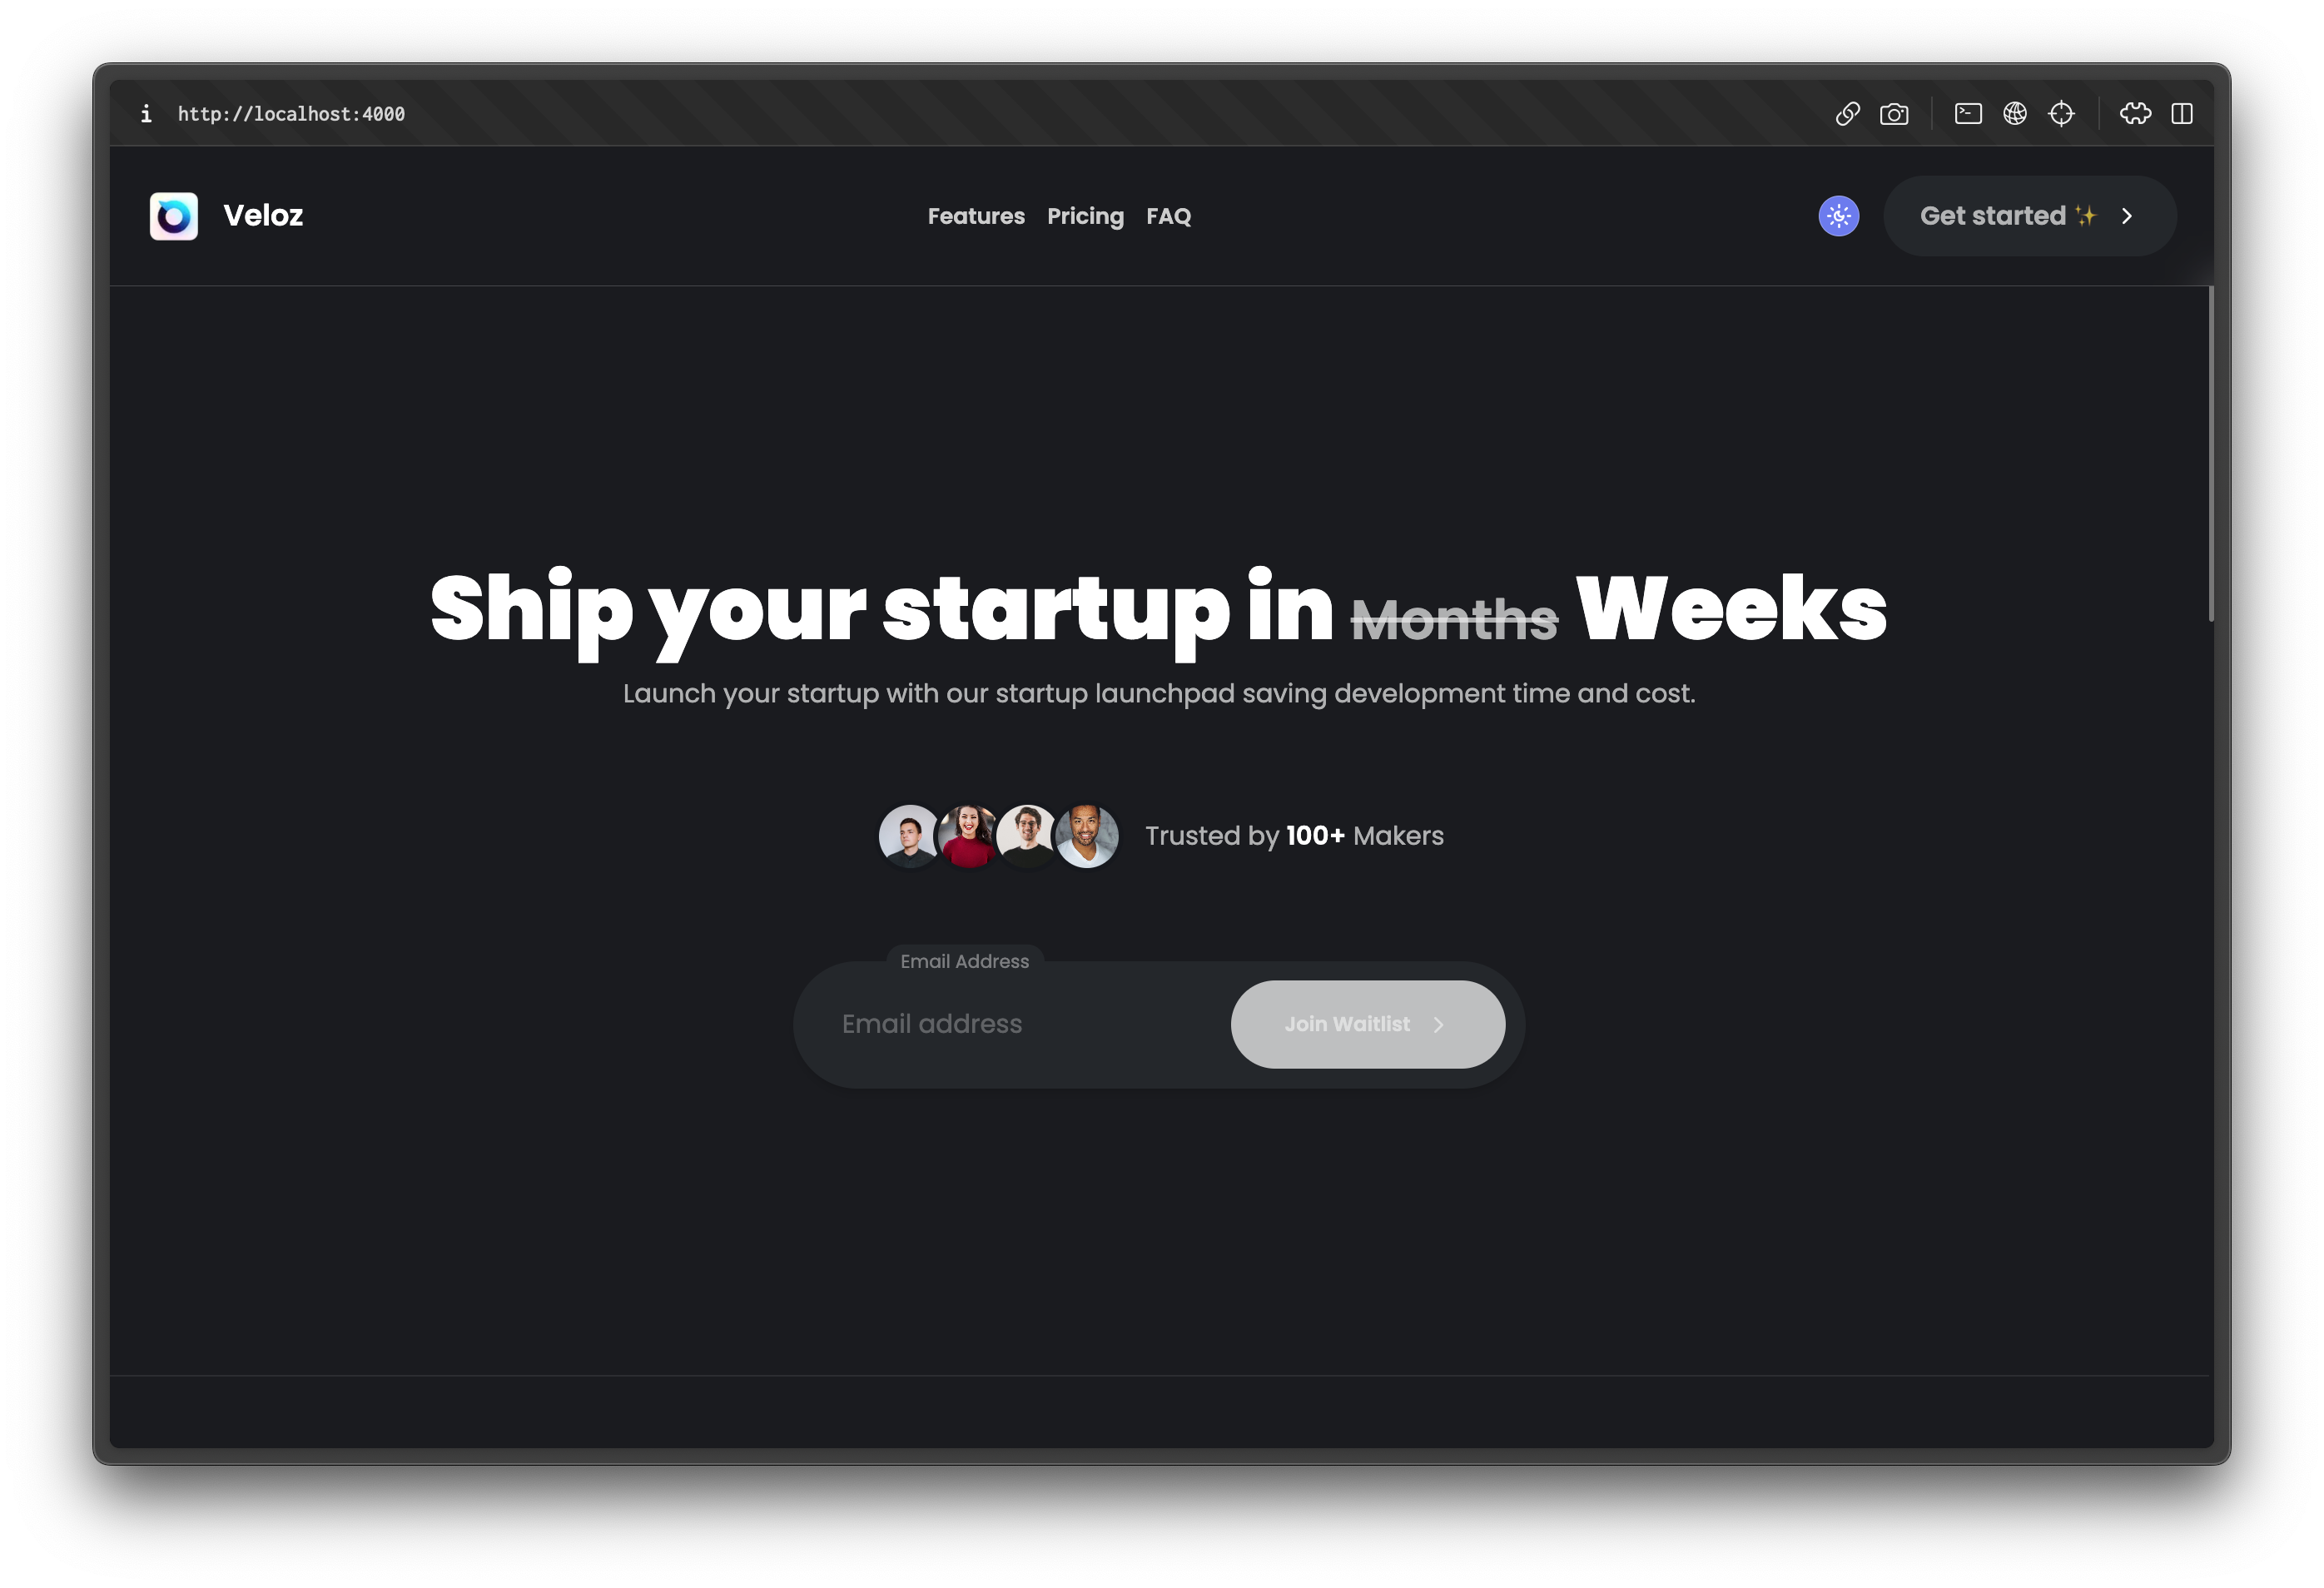 http://localhost:4000
Veloz
Features Pricing FAQ
Get started ✨
Ship your startup in Months Weeks
Launch your startup with our startup launchpad saving development time and cost.
Trusted by 100+ Makers
Email Address
Email address
Join Waitlist